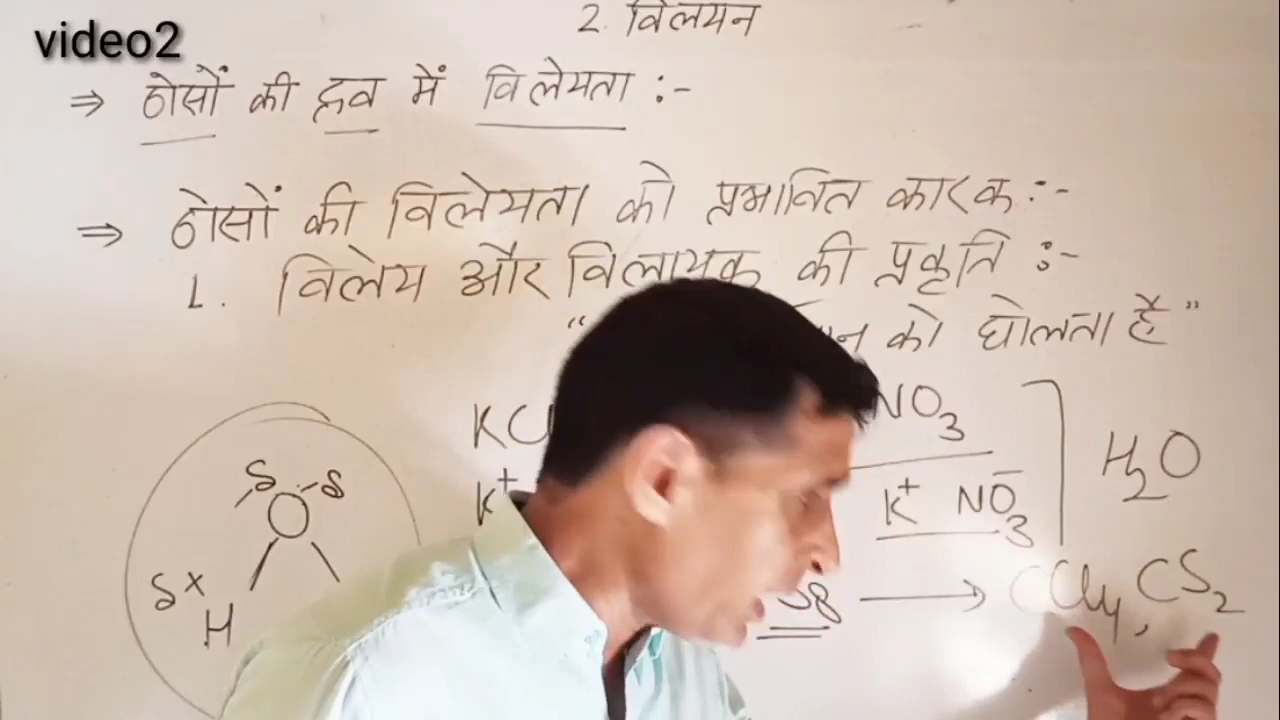 video2
2. विलयन
⇒ ठोसों की द्रव में विलेयता :-
⇒ ठोसों की विलेयता को प्रभावित कारक :-
1. विलेय और विलायक की प्रकृति :-
को घोलता है"
KC NO3
H2O
K+ K+ NO3-
S8 → CCl4, CS2
δ- δ-
O
δ+
H